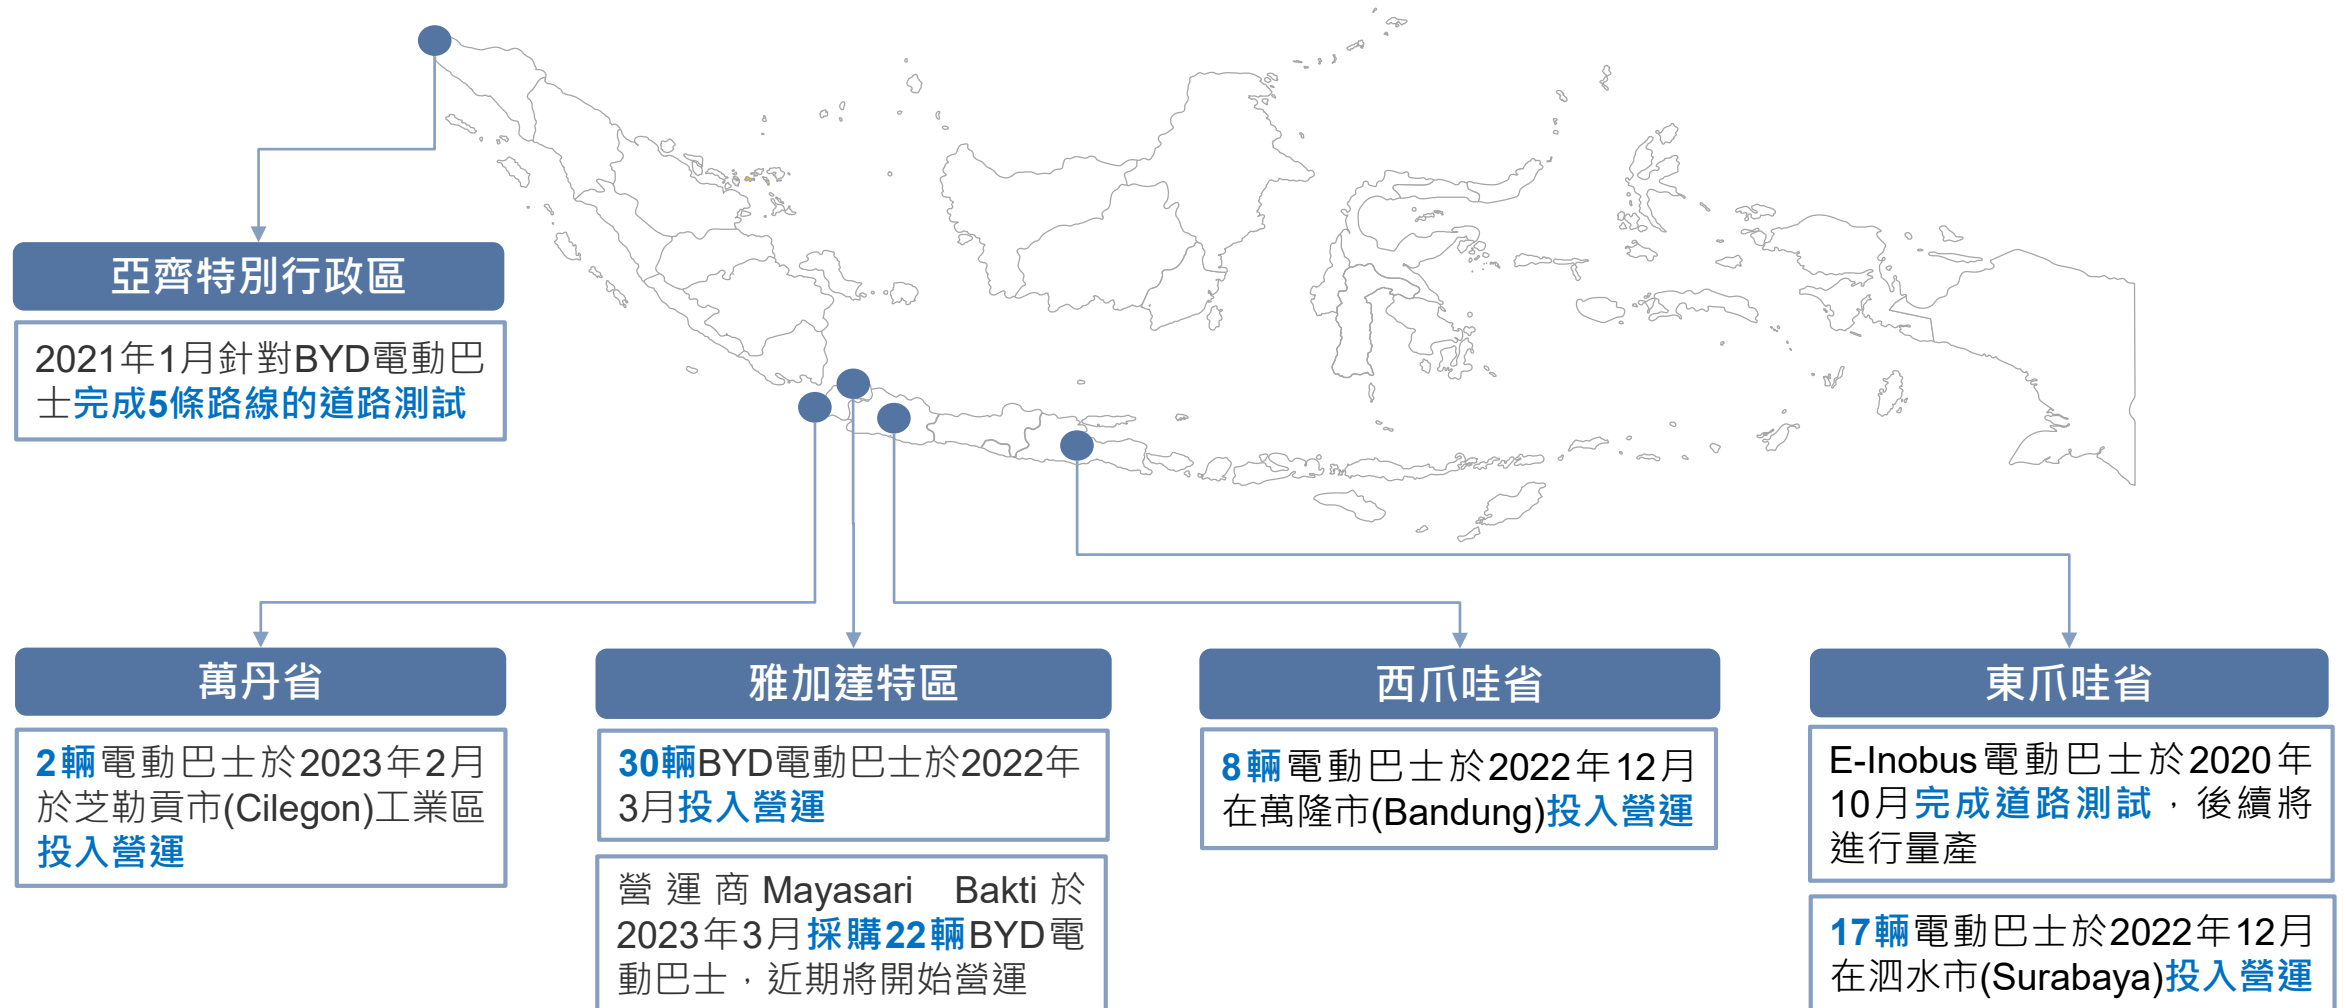 亞齊特別行政區
2021年1月針對BYD電動巴
士完成5條路線的道路測試
萬丹省
2輛電動巴士於2023年2月
於芝勒貢市(Cilegon)工業區
投入營運
雅加達特區
30輛BYD電動巴士於2022年
3月投入營運
營運商Mayasari Bakti於
2023年3月採購22輛BYD電
動巴士，近期將開始營運
西爪哇省
8輛電動巴士於2022年12月
在萬隆市(Bandung)投入營運
東爪哇省
E-Inobus電動巴士於2020年
10月完成道路測試，後續將
進行量產
17輛電動巴士於2022年12月
在泗水市(Surabaya)投入營運